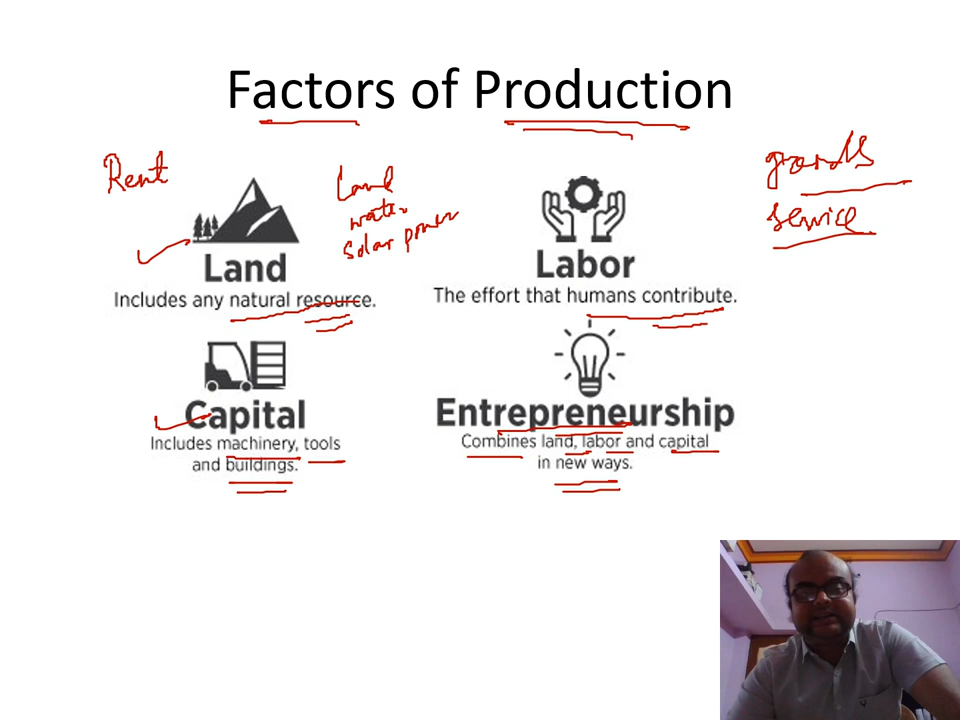 Factors of Production
Rent
Land
water
Solar power
goods
service
Land
Includes any natural resource.
Labor
The effort that humans contribute.
Capital
Includes machinery, tools
and buildings.
Entrepreneurship
Combines land, labor and capital
in new ways.